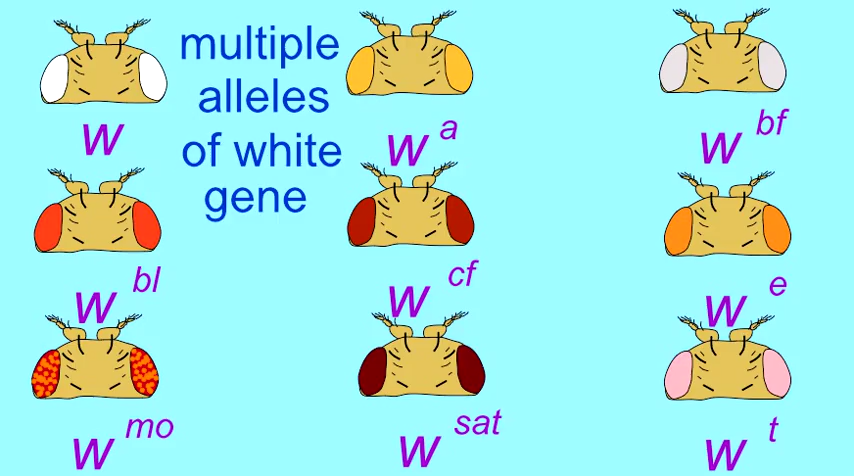 multiple
alleles
of white
gene
w
w a
w bf
w bl
w cf
w e
w mo
w sat
w t